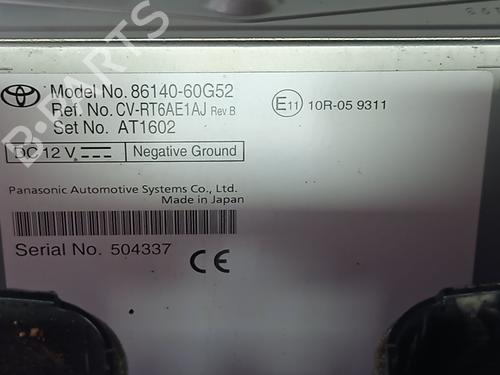 Model No. 86140-60G52
Ref. No. CV-RT6AE1AJ Rev B
Set No. AT1602
E11 10R-05 9311
DC 12 V Negative Ground
Panasonic Automotive Systems Co., Ltd.
Made in Japan
Serial No. 504337
CE
B-PARTS